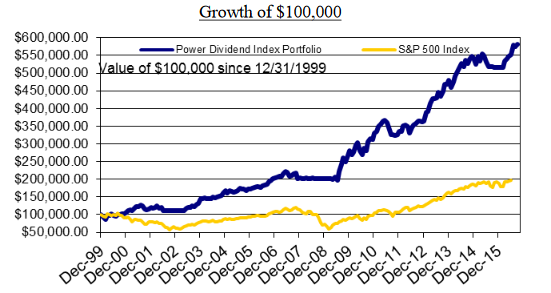 Growth of $100,000
$600,000.00
$550,000.00
$500,000.00
$450,000.00
$400,000.00
$350,000.00
$300,000.00
$250,000.00
$200,000.00
$150,000.00
$100,000.00
$50,000.00
Power Dividend Index Portfolio
S&P 500 Index
Value of $100,000 since 12/31/1999
Dec-99
Dec-00
Dec-01
Dec-02
Dec-03
Dec-04
Dec-05
Dec-06
Dec-07
Dec-08
Dec-09
Dec-10
Dec-11
Dec-12
Dec-13
Dec-14
Dec-15